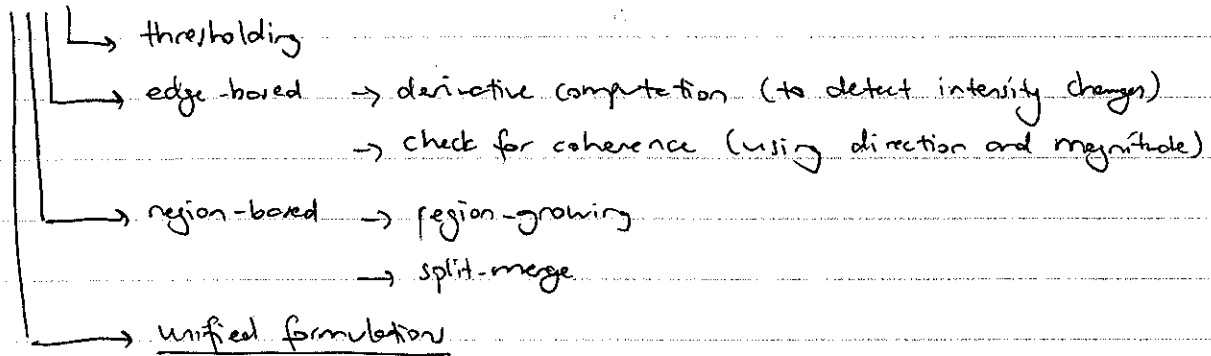 → thresholding
→ edge-based → derivative computation (to detect intensity changes)
→ check for coherence (using direction and magnitude)
→ region-based → region-growing
→ split-merge
→ unified formulation